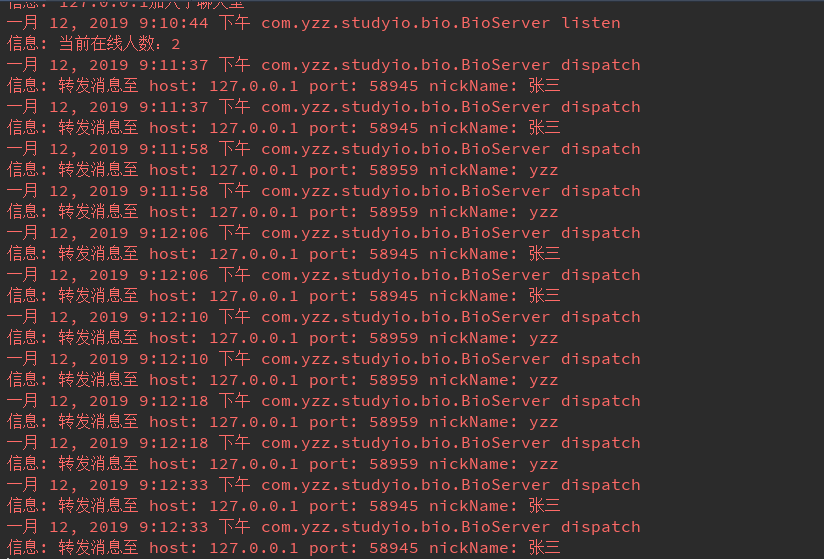 信息: 127.0.0.1加入了聊天室
一月 12, 2019 9:10:44 下午 com.yzz.studyio.bio.BioServer listen
信息: 当前在线人数：2
一月 12, 2019 9:11:37 下午 com.yzz.studyio.bio.BioServer dispatch
信息: 转发消息至 host: 127.0.0.1 port: 58945 nickName: 张三
一月 12, 2019 9:11:37 下午 com.yzz.studyio.bio.BioServer dispatch
信息: 转发消息至 host: 127.0.0.1 port: 58945 nickName: 张三
一月 12, 2019 9:11:58 下午 com.yzz.studyio.bio.BioServer dispatch
信息: 转发消息至 host: 127.0.0.1 port: 58959 nickName: yzz
一月 12, 2019 9:11:58 下午 com.yzz.studyio.bio.BioServer dispatch
信息: 转发消息至 host: 127.0.0.1 port: 58959 nickName: yzz
一月 12, 2019 9:12:06 下午 com.yzz.studyio.bio.BioServer dispatch
信息: 转发消息至 host: 127.0.0.1 port: 58945 nickName: 张三
一月 12, 2019 9:12:06 下午 com.yzz.studyio.bio.BioServer dispatch
信息: 转发消息至 host: 127.0.0.1 port: 58945 nickName: 张三
一月 12, 2019 9:12:10 下午 com.yzz.studyio.bio.BioServer dispatch
信息: 转发消息至 host: 127.0.0.1 port: 58959 nickName: yzz
一月 12, 2019 9:12:10 下午 com.yzz.studyio.bio.BioServer dispatch
信息: 转发消息至 host: 127.0.0.1 port: 58959 nickName: yzz
一月 12, 2019 9:12:18 下午 com.yzz.studyio.bio.BioServer dispatch
信息: 转发消息至 host: 127.0.0.1 port: 58959 nickName: yzz
一月 12, 2019 9:12:18 下午 com.yzz.studyio.bio.BioServer dispatch
信息: 转发消息至 host: 127.0.0.1 port: 58959 nickName: yzz
一月 12, 2019 9:12:33 下午 com.yzz.studyio.bio.BioServer dispatch
信息: 转发消息至 host: 127.0.0.1 port: 58945 nickName: 张三
一月 12, 2019 9:12:33 下午 com.yzz.studyio.bio.BioServer dispatch
信息: 转发消息至 host: 127.0.0.1 port: 58945 nickName: 张三